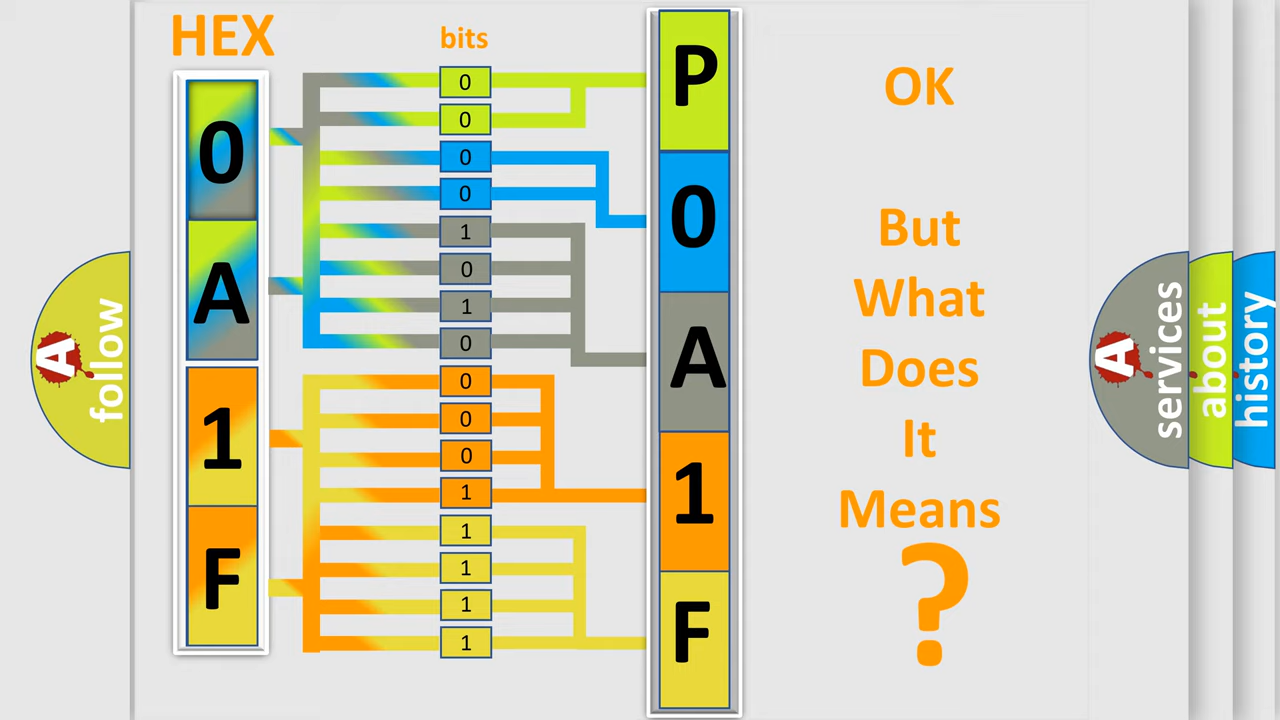 HEX
bits
0
A
1
F
0
0
0
0
1
0
1
0
0
0
0
1
1
1
1
1
P
0
A
1
F
OK
But
What
Does
It
Means
?
A
follow
A
services
about
history